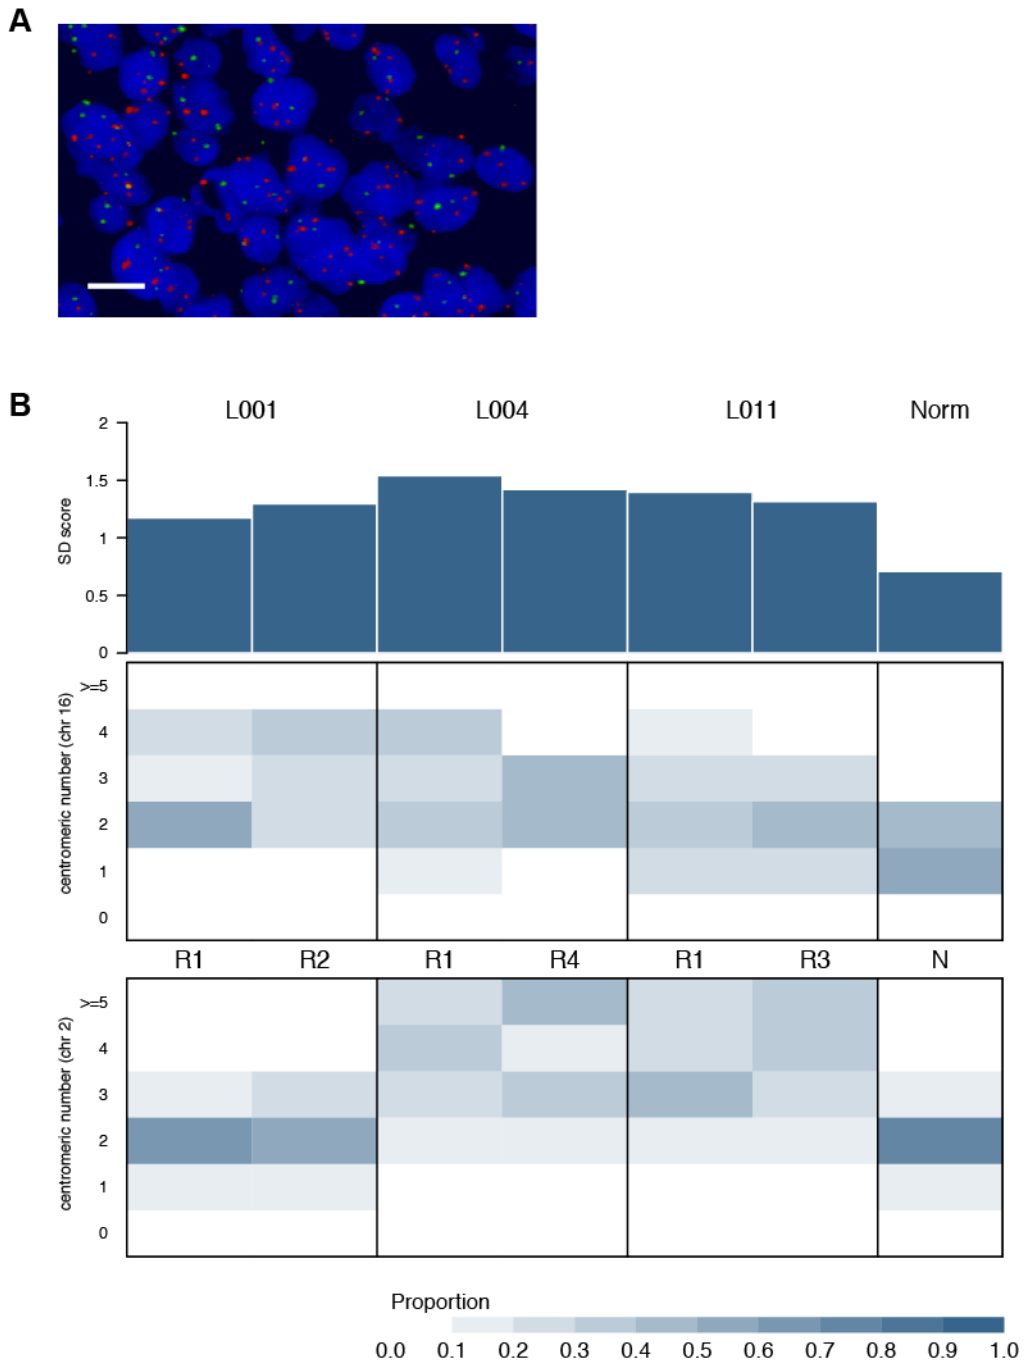 A
B
L001 L004 L011 Norm
2
1.5
1
0.5
0
SD score
>=5
4
3
2
1
0
centromeric number (chr 16)
R1 R2 R1 R4 R1 R3 N
>=5
4
3
2
1
0
centromeric number (chr 2)
Proportion
0.0 0.1 0.2 0.3 0.4 0.5 0.6 0.7 0.8 0.9 1.0